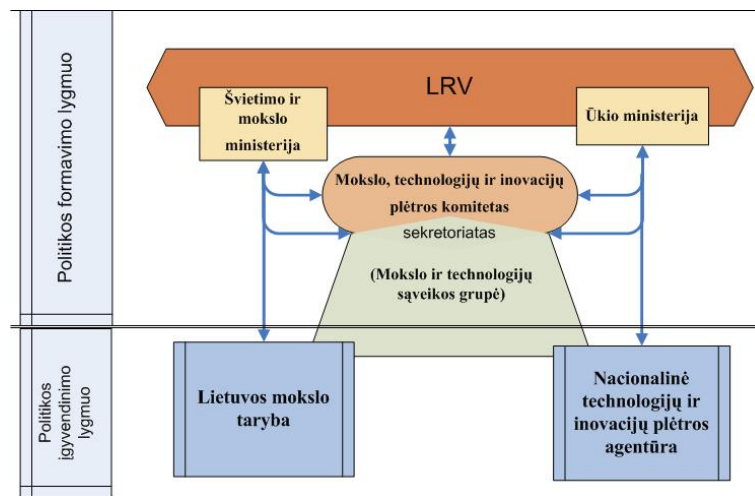 Politikos formavimo lygmuo
LRV
Švietimo ir
mokslo
ministerija
Ūkio ministerija
Mokslo, technologijų ir inovacijų
plėtros komitetas
sekretoriatas
(Mokslo ir technologijų
sąveikos grupė)
Politikos
įgyvendinimo
lygmuo
Lietuvos mokslo
taryba
Nacionalinė
technologijų ir
inovacijų plėtros
agentūra